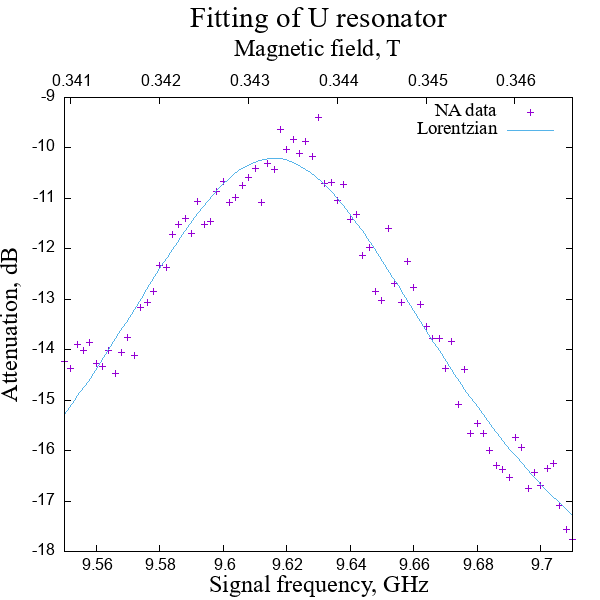 Fitting of U resonator
Magnetic field, T
0.341 0.342 0.343 0.344 0.345 0.346
NA data
Lorentzian
Attenuation, dB
-9
-10
-11
-12
-13
-14
-15
-16
-17
-18
9.56 9.58 9.6 9.62 9.64 9.66 9.68 9.7
Signal frequency, GHz